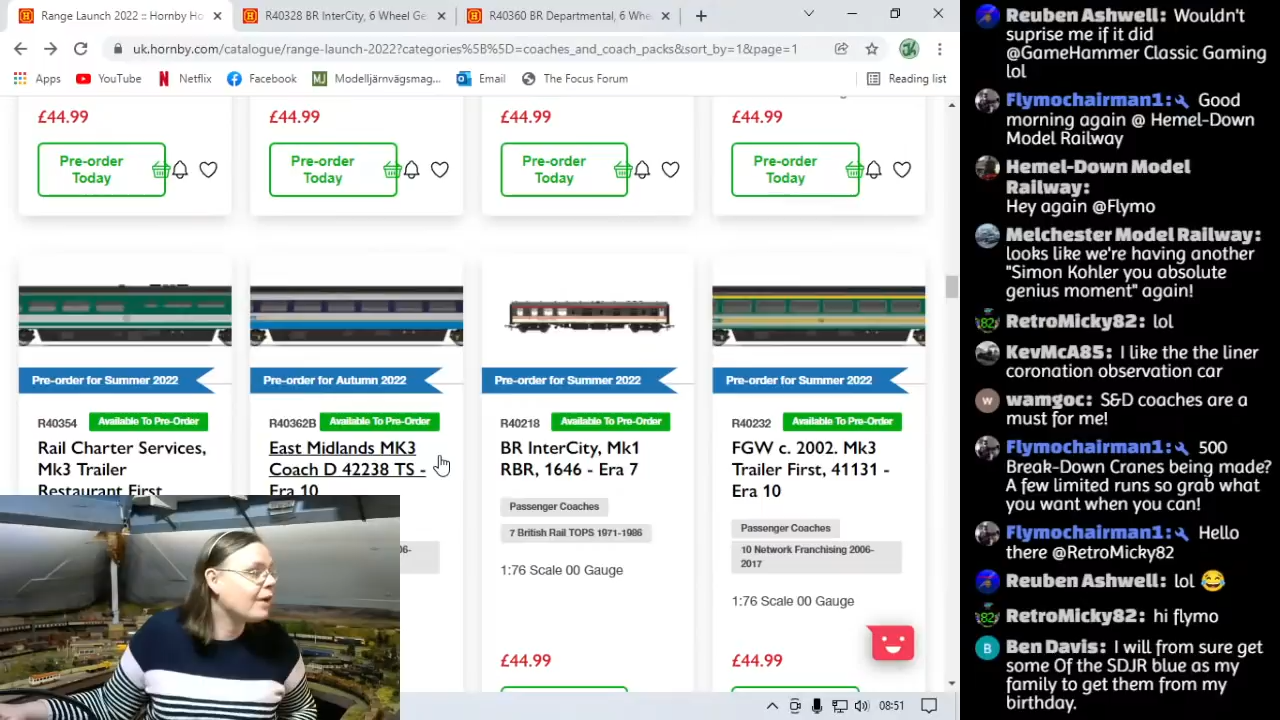 Range Launch 2022 :: Hornby Ho
R40328 BR InterCity, 6 Wheel Ge
R40360 BR Departmental, 6 Whe
uk.hornby.com/catalogue/range-launch-2022?categories%5B%5D=coaches_and_coach_packs&sort_by=1&page=1
Apps
YouTube
Netflix
Facebook
Modelljärnvägsmag...
Email
The Focus Forum
Reading list
£44.99
£44.99
£44.99
£44.99
Pre-order
Today
Pre-order
Today
Pre-order
Today
Pre-order
Today
Pre-order for Summer 2022
Pre-order for Autumn 2022
Pre-order for Summer 2022
Pre-order for Summer 2022
R40354
Available To Pre-Order
Rail Charter Services,
Mk3 Trailer
Restaurant First
R40362B
Available To Pre-Order
East Midlands MK3
Coach D 42238 TS -
Era 10
06-
R40218
Available To Pre-Order
BR InterCity, Mk1
RBR, 1646 - Era 7
Passenger Coaches
7 British Rail TOPS 1971-1986
1:76 Scale 00 Gauge
£44.99
R40232
Available To Pre-Order
FGW c. 2002. Mk3
Trailer First, 41131 -
Era 10
Passenger Coaches
10 Network Franchising 2006-
2017
1:76 Scale 00 Gauge
£44.99
08:51
Reuben Ashwell: Wouldn't
suprise me if it did
@GameHammer Classic Gaming
lol
Flymochairman1: Good
morning again @ Hemel-Down
Model Railway
Hemel-Down Model
Railway:
Hey again @Flymo
Melchester Model Railway:
looks like we're having another
"Simon Kohler you absolute
genius moment" again!
RetroMicky82: lol
KevMcA85: I like the the liner
coronation observation car
wamgoc: S&D coaches are a
must for me!
Flymochairman1: 500
Break-Down Cranes being made?
A few limited runs so grab what
you want when you can!
Flymochairman1: Hello
there @RetroMicky82
Reuben Ashwell: lol 😂
RetroMicky82: hi flymo
Ben Davis: I will from sure get
some Of the SDJR blue as my
family to get them from my
birthday.